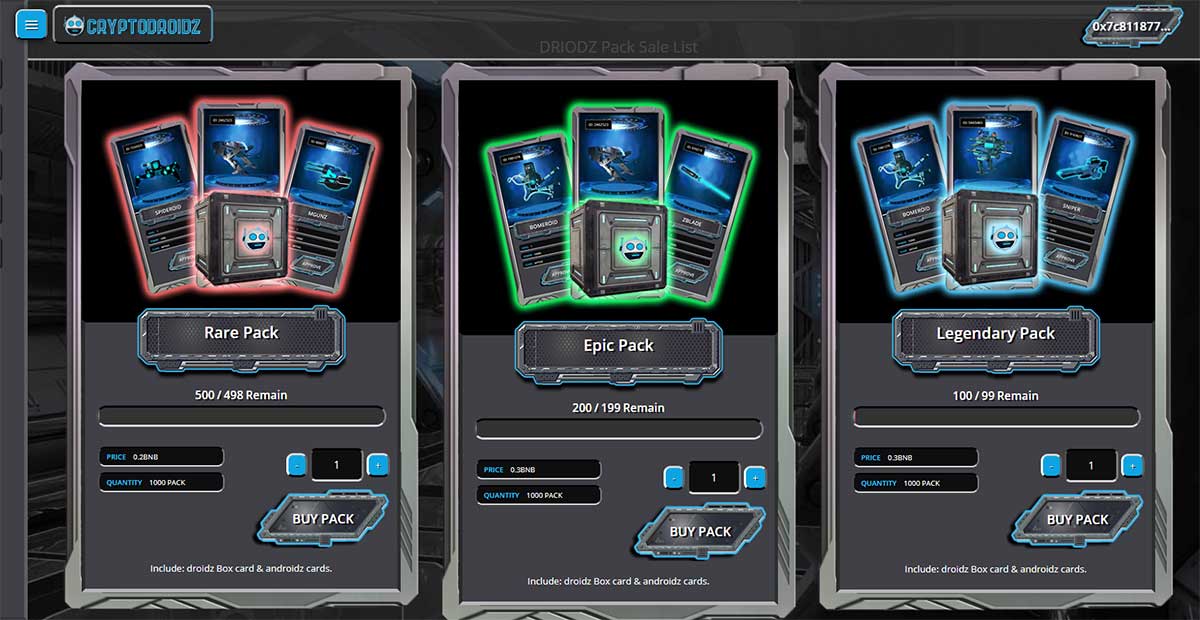 CRYPTODROIDZ
0x7c811877...
DRIODZ Pack Sale List
SPIDEROID
MGUNZ
APPROVE
Rare Pack
500 / 498 Remain
PRICE 0.2BNB
QUANTITY 1000 PACK
- 1 +
BUY PACK
Include: droidz Box card & androidz cards.
BOMEROID
ZBLADE
APPROVE
Epic Pack
200 / 199 Remain
PRICE 0.3BNB
QUANTITY 1000 PACK
- 1 +
BUY PACK
Include: droidz Box card & androidz cards.
BOMEROID
SNIPER
APPROVE
Legendary Pack
100 / 99 Remain
PRICE 0.3BNB
QUANTITY 1000 PACK
- 1 +
BUY PACK
Include: droidz Box card & androidz cards.